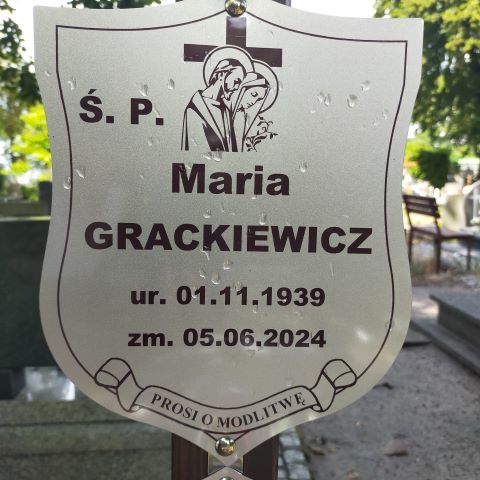 Ś. P.
Maria
GRACKIEWICZ
ur. 01.11.1939
zm. 05.06.2024
PROSI O MODLITWĘ